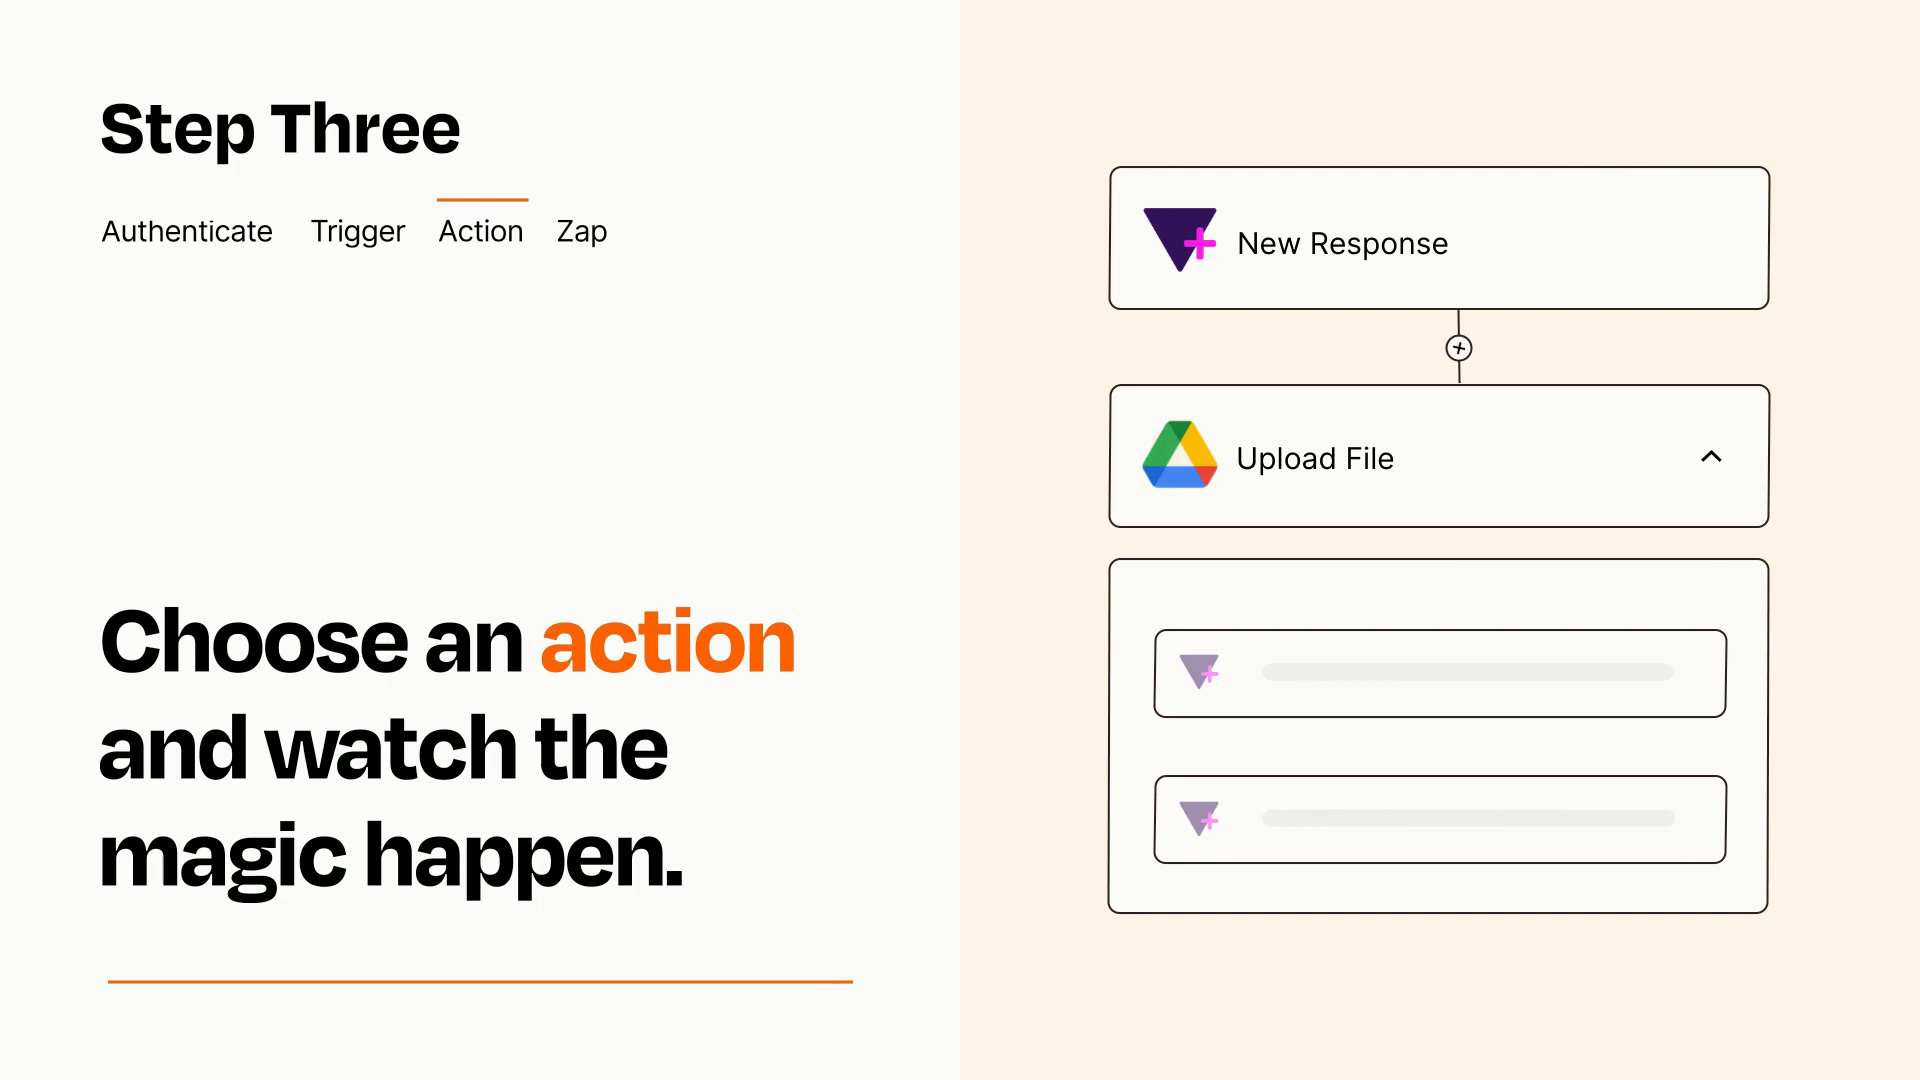 Step Three
Authenticate Trigger Action Zap
Choose an action
and watch the
magic happen.
New Response
Upload File